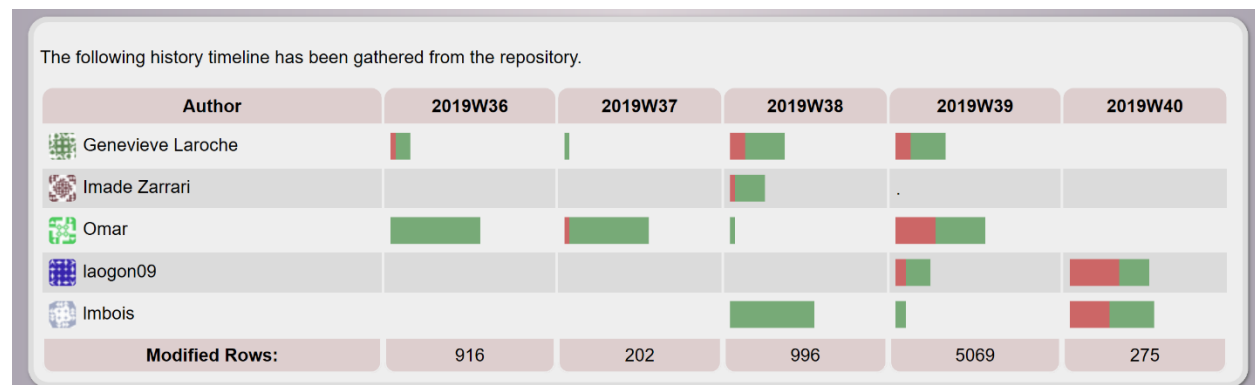 The following history timeline has been gathered from the repository.
Author 2019W36 2019W37 2019W38 2019W39 2019W40
Genevieve Laroche
Imade Zarrari .
Omar
laogon09
lmbois
Modified Rows: 916 202 996 5069 275